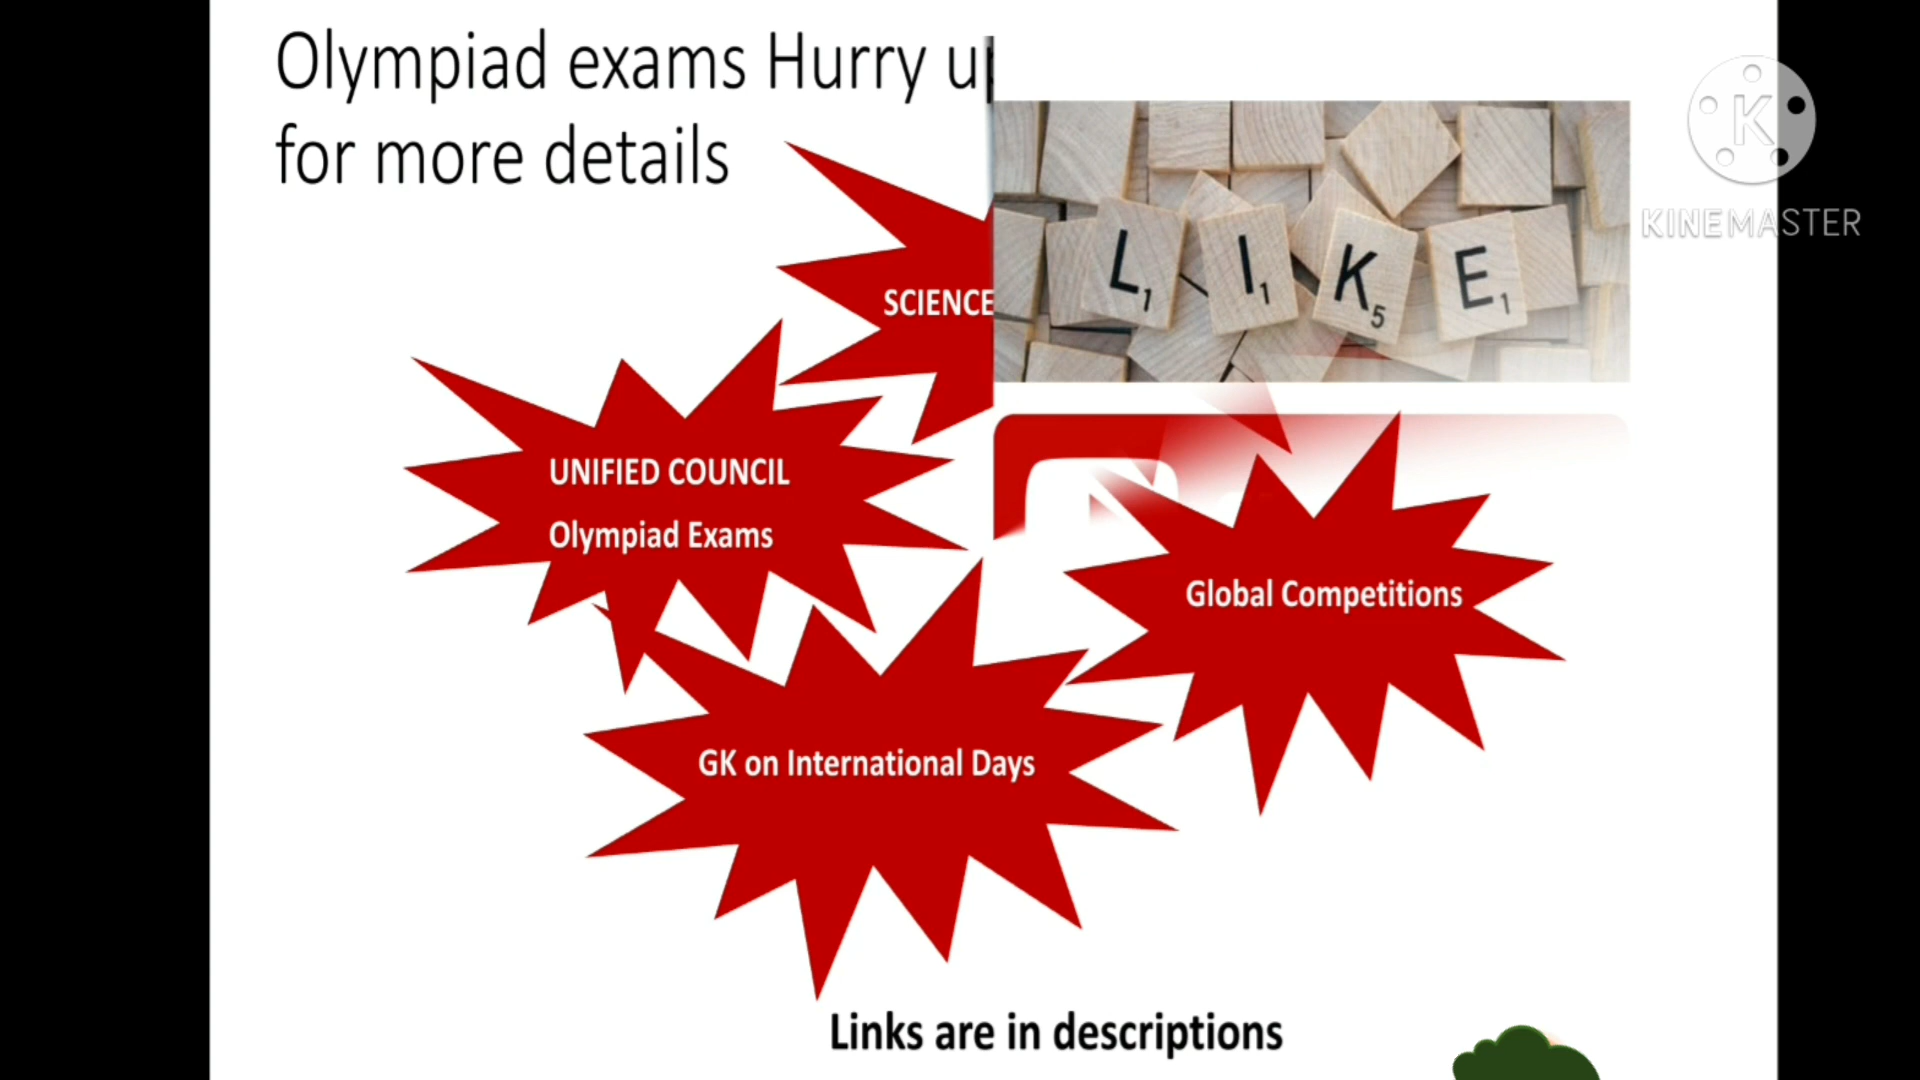 Olympiad exams Hurry up
for more details
K
KINEMASTER
L1 I1 K5 E1
SCIENCE
UNIFIED COUNCIL
Olympiad Exams
Global Competitions
GK on International Days
Links are in descriptions